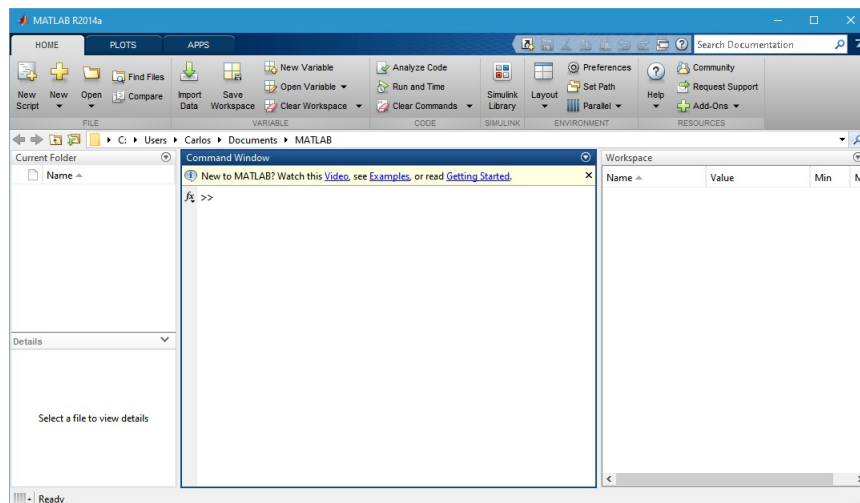 MATLAB R2014a
HOME PLOTS APPS
Search Documentation
New Script
New
Open
Find Files
Compare
FILE
Import Data
Save Workspace
New Variable
Open Variable
Clear Workspace
VARIABLE
Analyze Code
Run and Time
Clear Commands
CODE
Simulink Library
SIMULINK
Layout
Preferences
Set Path
Parallel
ENVIRONMENT
Help
Community
Request Support
Add-Ons
RESOURCES
C: Users Carlos Documents MATLAB
Current Folder
Name
Details
Select a file to view details
Command Window
New to MATLAB? Watch this Video, see Examples, or read Getting Started.
fx >>
Workspace
Name Value Min
Ready